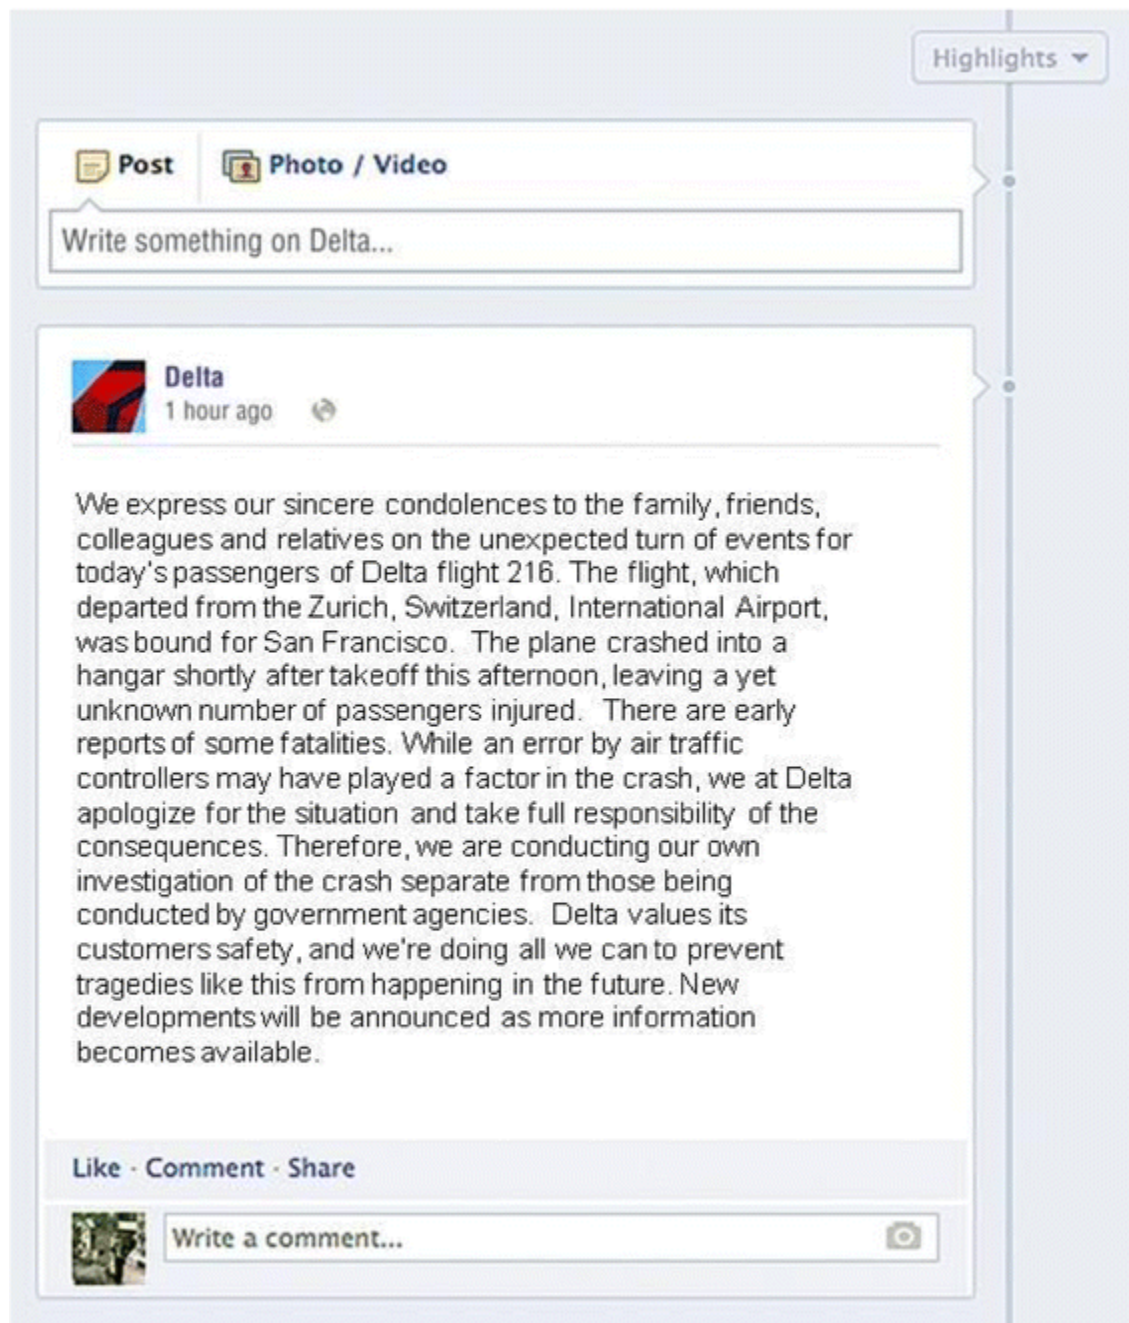 Highlights
Post Photo / Video
Write something on Delta...
Delta
1 hour ago
We express our sincere condolences to the family, friends,
colleagues and relatives on the unexpected turn of events for
today's passengers of Delta flight 216. The flight, which
departed from the Zurich, Switzerland, International Airport,
was bound for San Francisco. The plane crashed into a
hangar shortly after takeoff this afternoon, leaving a yet
unknown number of passengers injured. There are early
reports of some fatalities. While an error by air traffic
controllers may have played a factor in the crash, we at Delta
apologize for the situation and take full responsibility of the
consequences. Therefore, we are conducting our own
investigation of the crash separate from those being
conducted by government agencies. Delta values its
customers safety, and we're doing all we can to prevent
tragedies like this from happening in the future. New
developments will be announced as more information
becomes available.
Like · Comment · Share
Write a comment...